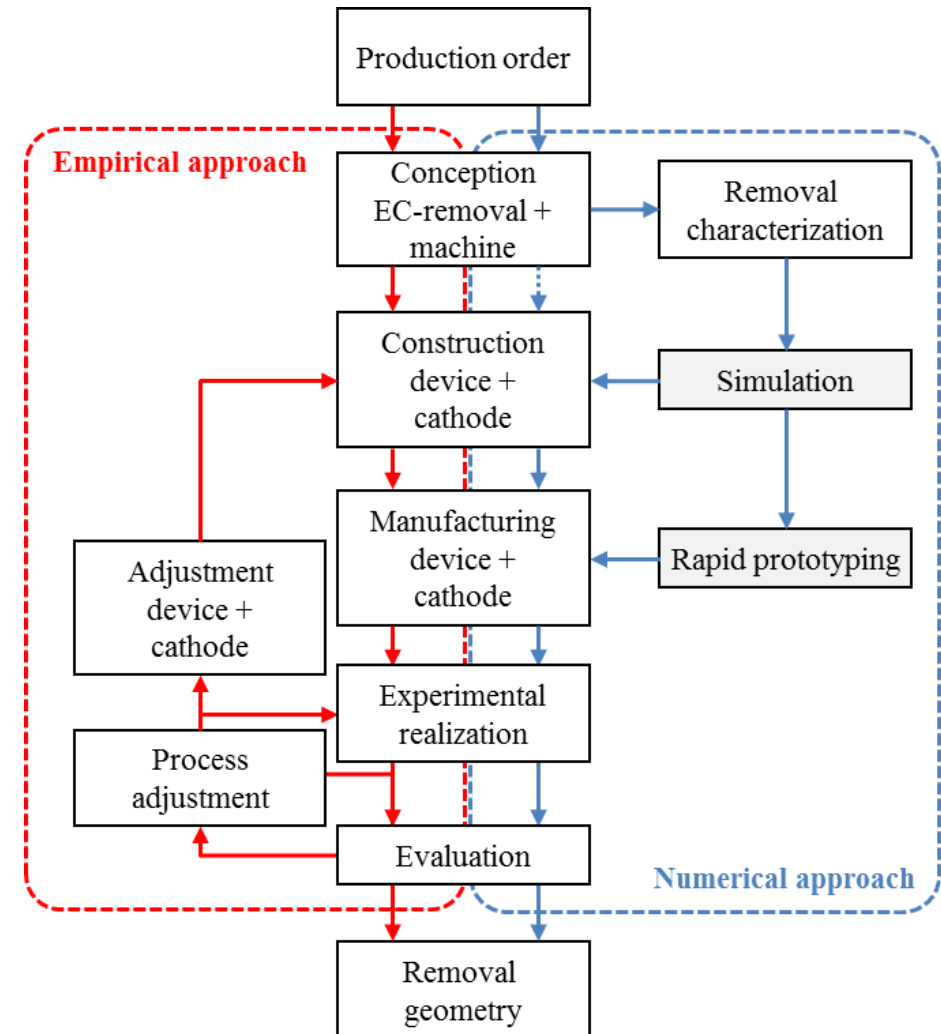 Production order
Empirical approach
Conception
EC-removal +
machine
Removal
characterization
Construction
device +
cathode
Simulation
Manufacturing
device +
cathode
Rapid prototyping
Adjustment
device +
cathode
Experimental
realization
Process
adjustment
Evaluation
Numerical approach
Removal
geometry